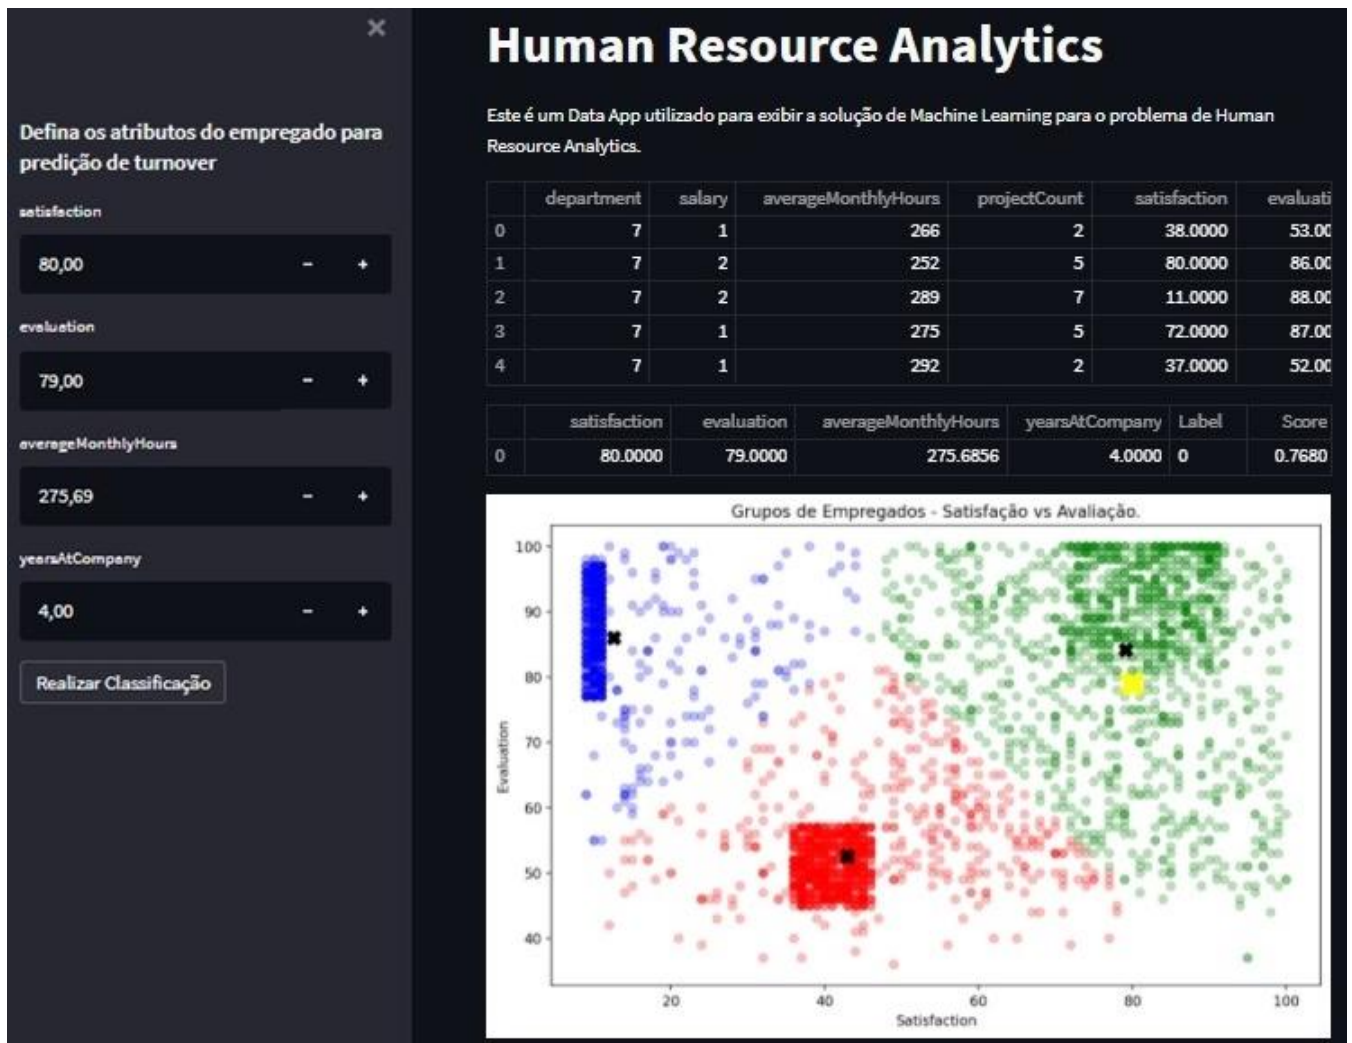 ×
Defina os atributos do empregado para
predição de turnover
satisfaction
80,00 − +
evaluation
79,00 − +
averageMonthlyHours
275,69 − +
yearsAtCompany
4,00 − +
Realizar Classificação
Human Resource Analytics
Este é um Data App utilizado para exibir a solução de Machine Learning para o problema de Human
Resource Analytics.
department salary averageMonthlyHours projectCount satisfaction evaluati
0 7 1 266 2 38.0000 53.00
1 7 2 252 5 80.0000 86.00
2 7 2 289 7 11.0000 88.00
3 7 1 275 5 72.0000 87.00
4 7 1 292 2 37.0000 52.00
satisfaction evaluation averageMonthlyHours yearsAtCompany Label Score
0 80.0000 79.0000 275.6856 4.0000 0 0.7680
Grupos de Empregados - Satisfação vs Avaliação.
100
90
80
70
60
50
40
Evaluation
20 40 60 80 100
Satisfaction